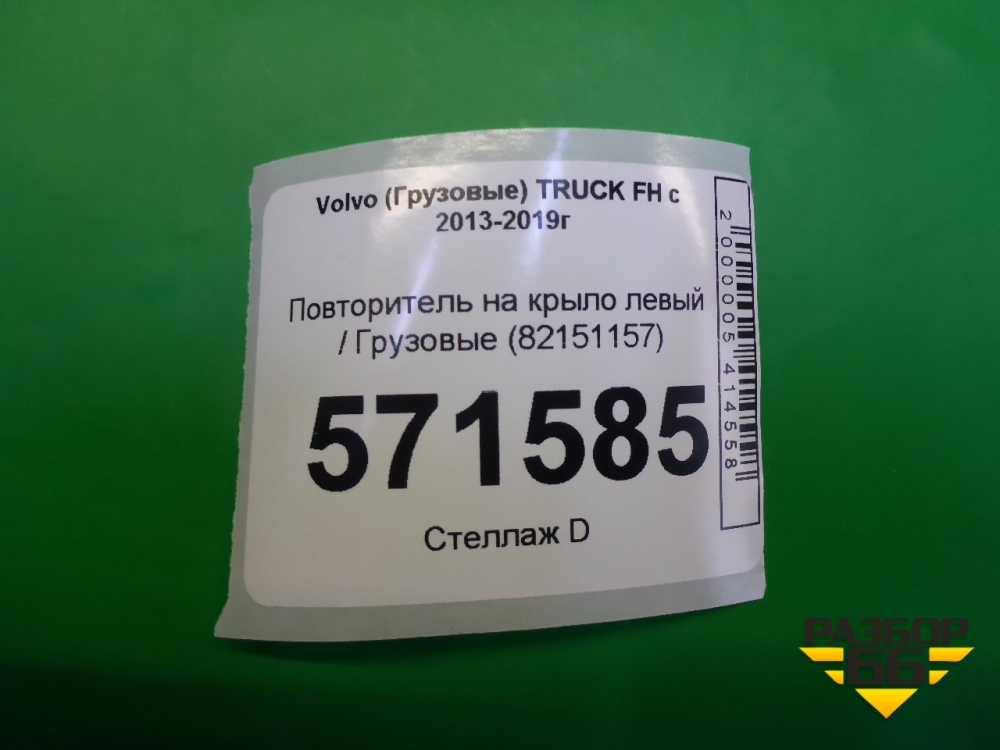 Volvo (Грузовые) TRUCK FH с
2013-2019г
Повторитель на крыло левый
/ Грузовые (82151157)
571585
Стеллаж D
2000005414558
РАЗБОР
66